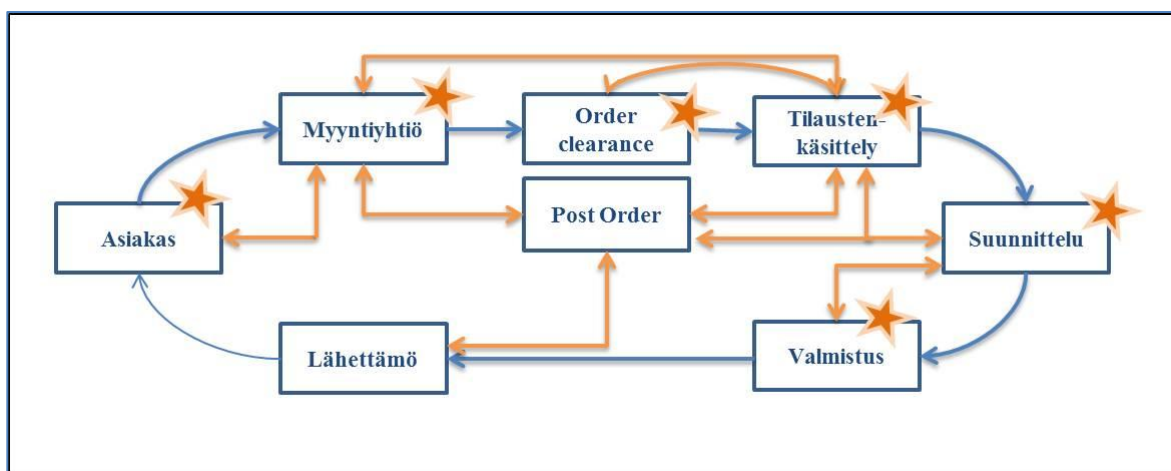 Myyntiyhtiö
Order
clearance
Tilausten-
käsittely
Asiakas
Post Order
Suunnittelu
Lähettämö
Valmistus